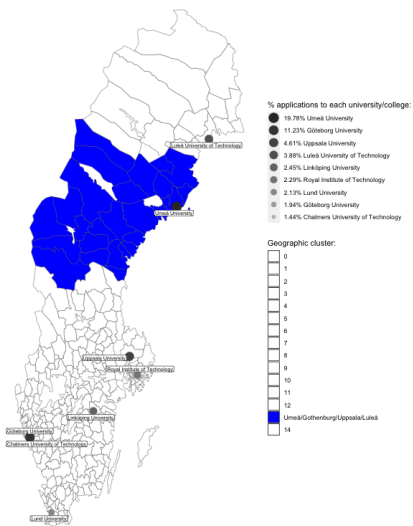 Luleå University of Technology
Umeå University
Uppsala University
Royal Institute of Technology
Linköping University
Göteborg University
Chalmers University of Technology
Lund University
% applications to each university/college:
19.78% Umeå University
11.23% Göteborg University
4.61% Uppsala University
3.88% Luleå University of Technology
2.45% Linköping University
2.29% Royal Institute of Technology
2.13% Lund University
1.94% Göteborg University
1.44% Chalmers University of Technology
Geographic cluster:
0
1
2
3
4
5
6
7
8
9
10
11
12
Umeå/Gothenburg/Uppsala/Luleå
14